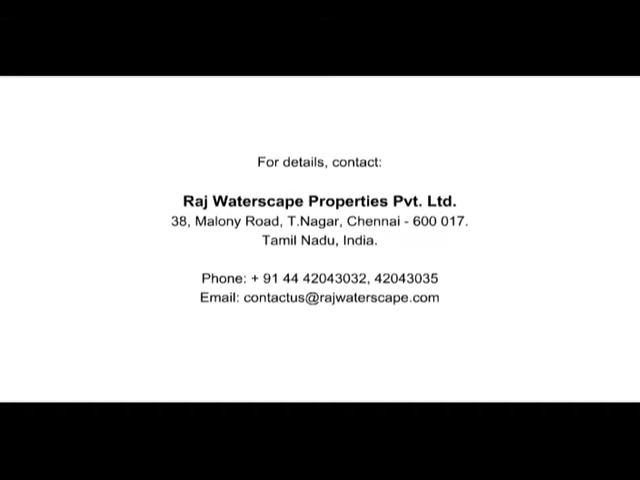 For details, contact:
Raj Waterscape Properties Pvt. Ltd.
38, Malony Road, T.Nagar, Chennai - 600 017.
Tamil Nadu, India.
Phone: + 91 44 42043032, 42043035
Email: contactus@rajwaterscape.com